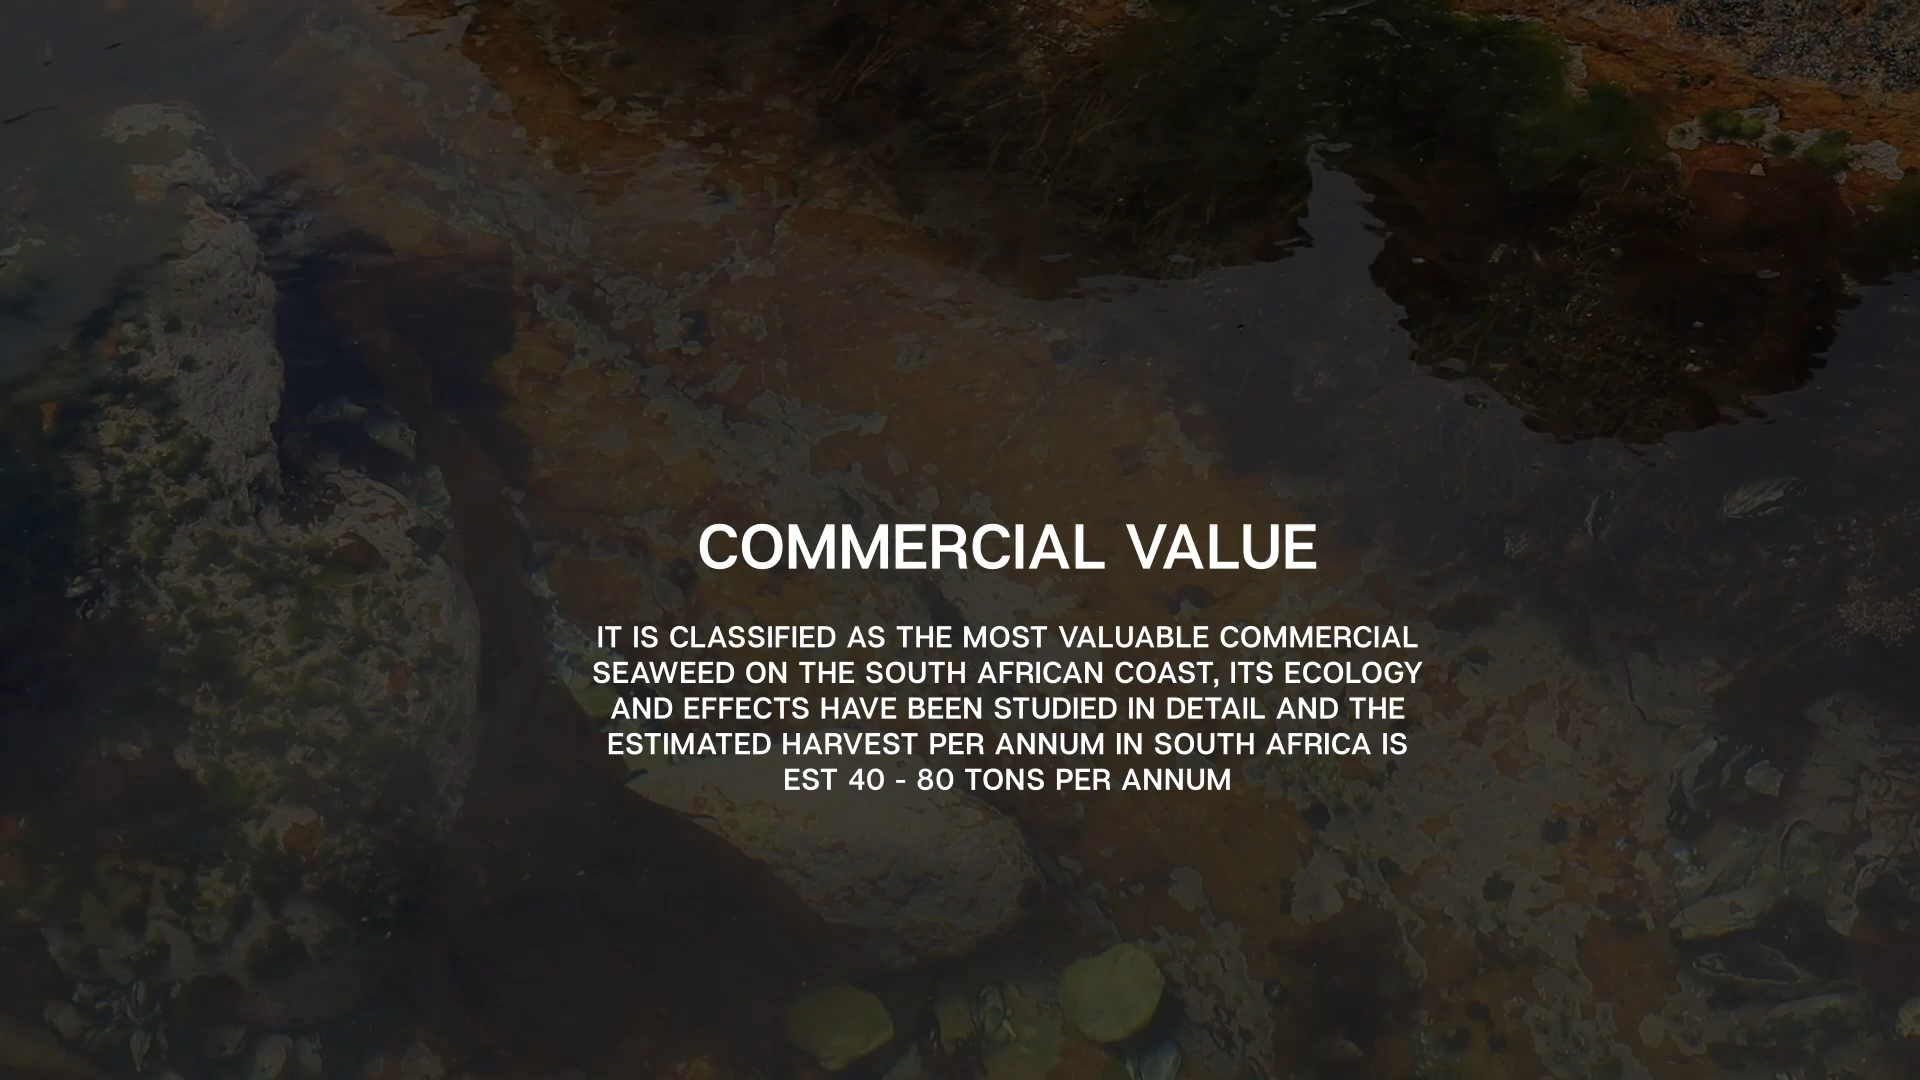 COMMERCIAL VALUE
IT IS CLASSIFIED AS THE MOST VALUABLE COMMERCIAL
SEAWEED ON THE SOUTH AFRICAN COAST, ITS ECOLOGY
AND EFFECTS HAVE BEEN STUDIED IN DETAIL AND THE
ESTIMATED HARVEST PER ANNUM IN SOUTH AFRICA IS
EST 40 - 80 TONS PER ANNUM